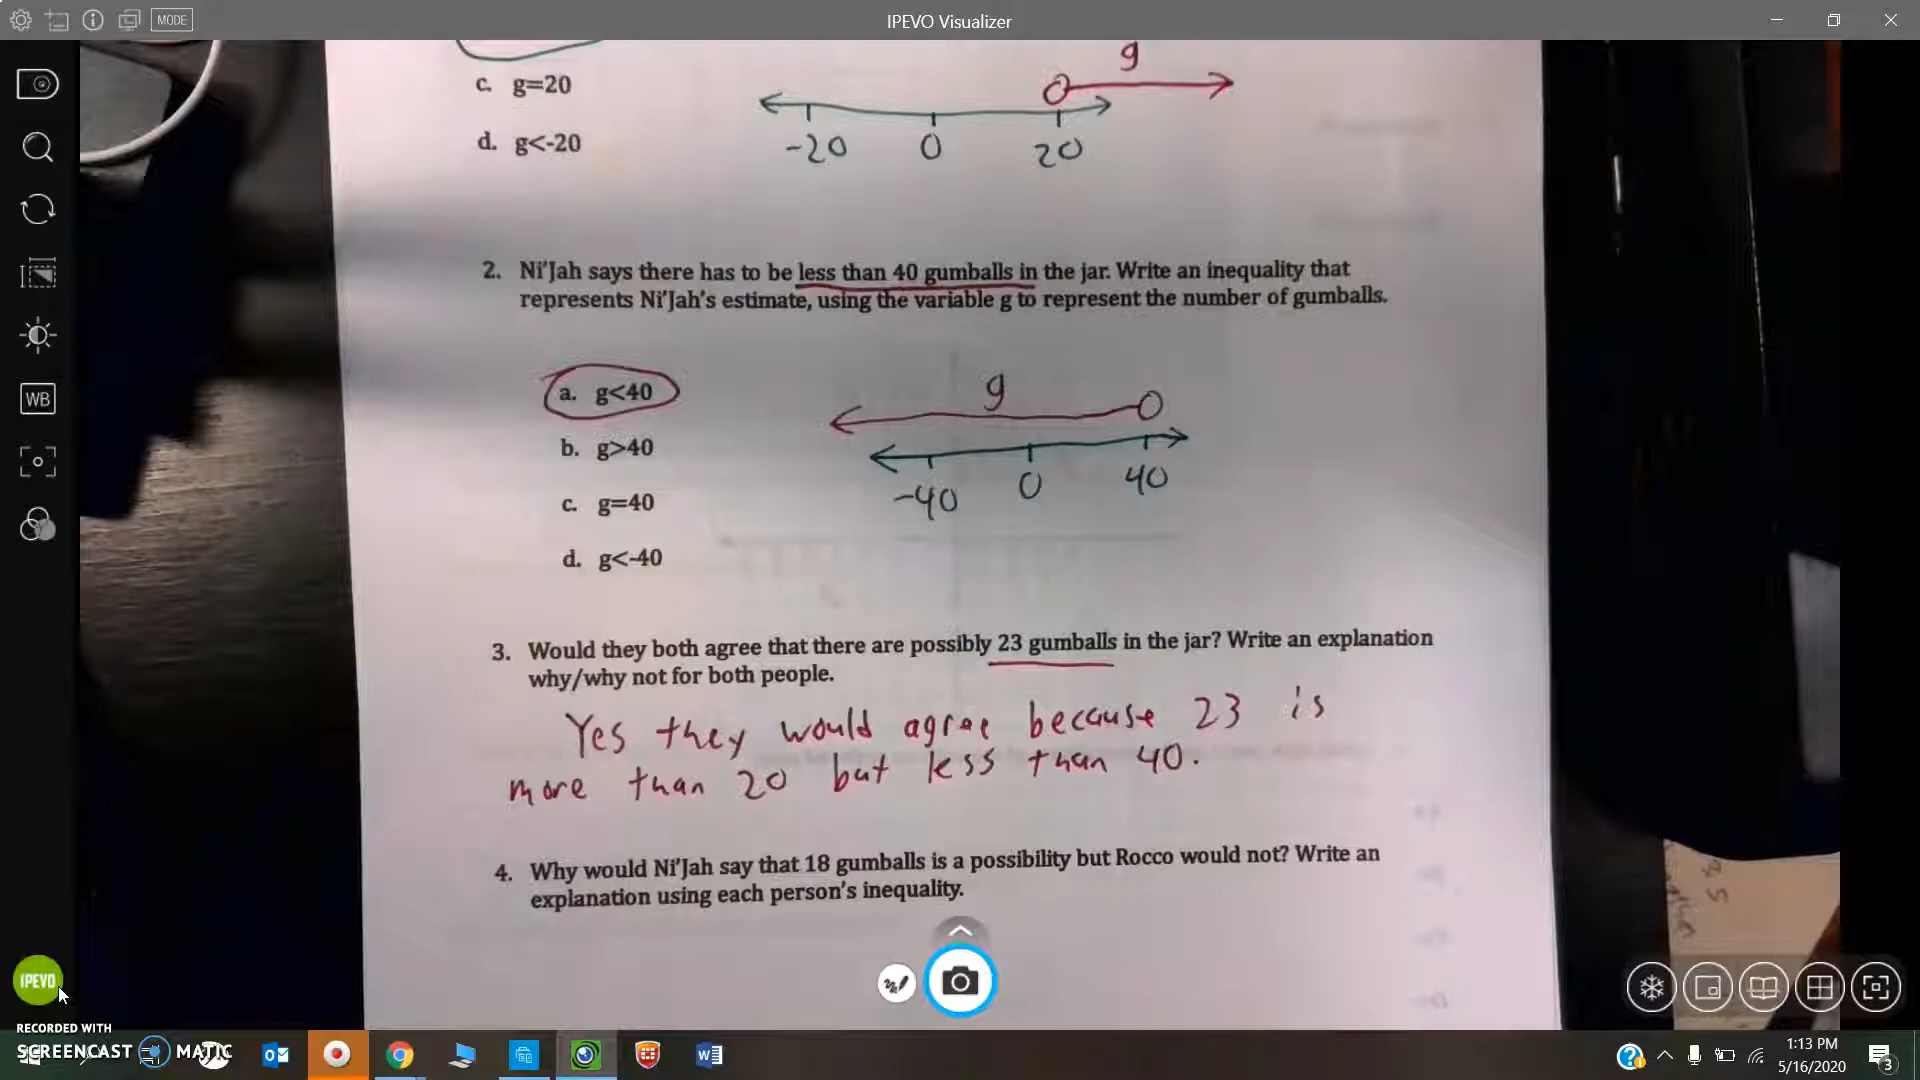 MODE
IPEVO Visualizer
g
c. g=20
d. g<-20
-20 0 20
2. Ni'Jah says there has to be less than 40 gumballs in the jar. Write an inequality that
represents Ni'Jah's estimate, using the variable g to represent the number of gumballs.
a. g<40
g
b. g>40
-40 0 40
c. g=40
d. g<-40
3. Would they both agree that there are possibly 23 gumballs in the jar? Write an explanation
why/why not for both people.
Yes they would agree because 23 is
more than 20 but less than 40.
4. Why would Ni'Jah say that 18 gumballs is a possibility but Rocco would not? Write an
explanation using each person's inequality.
WB
IPEVO
RECORDED WITH
SCREENCAST MATIC
1:13 PM
5/16/2020
3